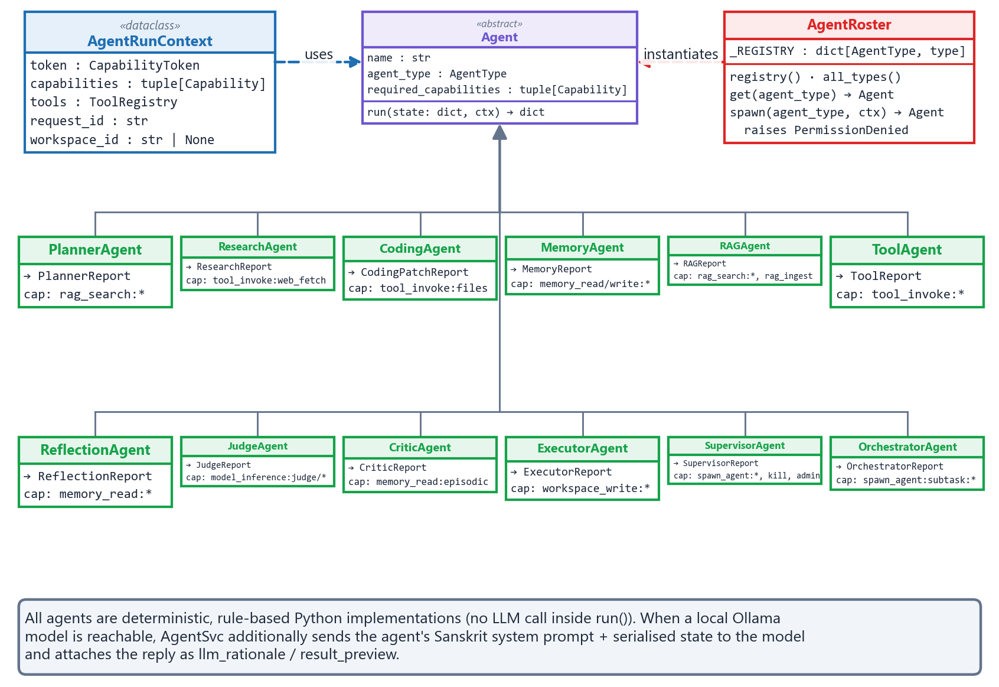 «dataclass»
AgentRunContext
token : CapabilityToken
capabilities : tuple[Capability]
tools : ToolRegistry
request_id : str
workspace_id : str | None
uses
«abstract»
Agent
name : str
agent_type : AgentType
required_capabilities : tuple[Capability]
run(state: dict, ctx) → dict
instantiates
AgentRoster
_REGISTRY : dict[AgentType, type]
registry() · all_types()
get(agent_type) → Agent
spawn(agent_type, ctx) → Agent
raises PermissionDenied
PlannerAgent
→ PlannerReport
cap: rag_search:*
ResearchAgent
→ ResearchReport
cap: tool_invoke:web_fetch
CodingAgent
→ CodingPatchReport
cap: tool_invoke:files
MemoryAgent
→ MemoryReport
cap: memory_read/write:*
RAGAgent
→ RAGReport
cap: rag_search:*, rag_ingest
ToolAgent
→ ToolReport
cap: tool_invoke:*
ReflectionAgent
→ ReflectionReport
cap: memory_read:*
JudgeAgent
→ JudgeReport
cap: model_inference:judge/*
CriticAgent
→ CriticReport
cap: memory_read:episodic
ExecutorAgent
→ ExecutorReport
cap: workspace_write:*
SupervisorAgent
→ SupervisorReport
cap: spawn_agent:*, kill, admin
OrchestratorAgent
→ OrchestratorReport
cap: spawn_agent:subtask:*
All agents are deterministic, rule-based Python implementations (no LLM call inside run()). When a local Ollama
model is reachable, AgentSvc additionally sends the agent's Sanskrit system prompt + serialised state to the model
and attaches the reply as llm_rationale / result_preview.